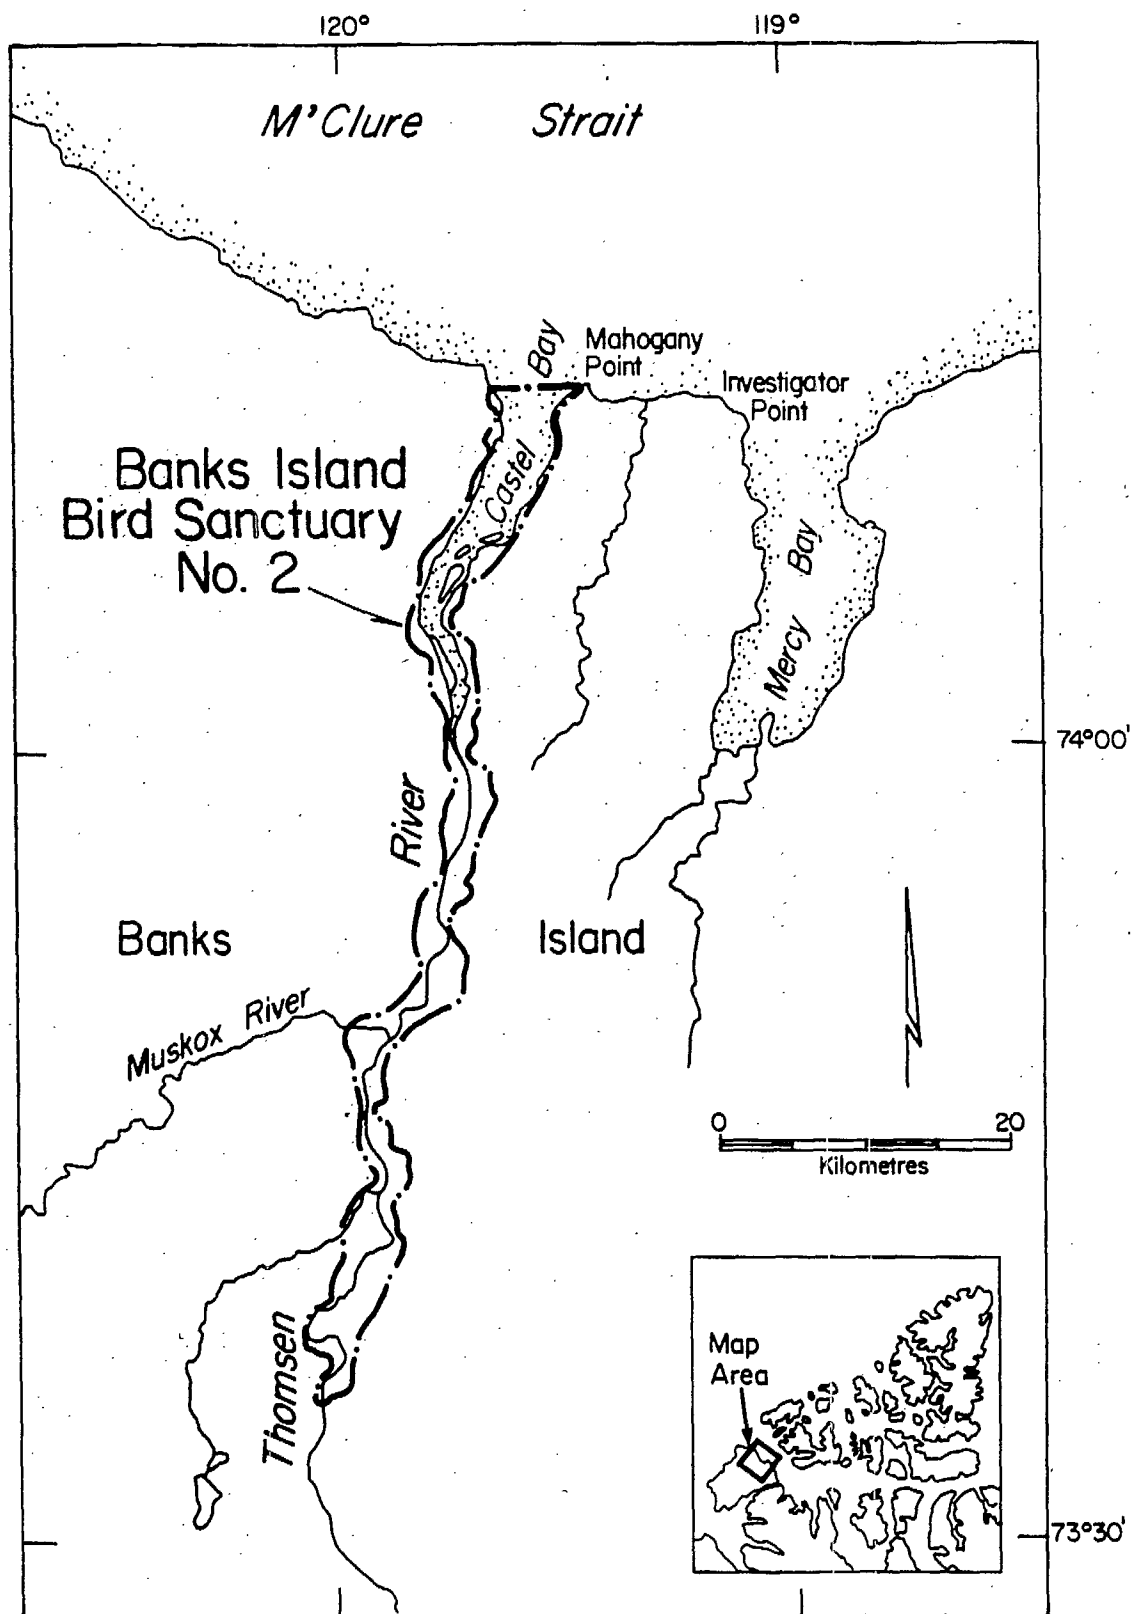 120°
119°
M'Clure Strait
Bay
Mahogany
Point
Investigator
Point
Castel
Banks Island
Bird Sanctuary
No. 2
Bay
Mercy
74°00'
River
Banks
Island
Muskox River
0
20
Kilometres
Thomsen
Map
Area
73°30'